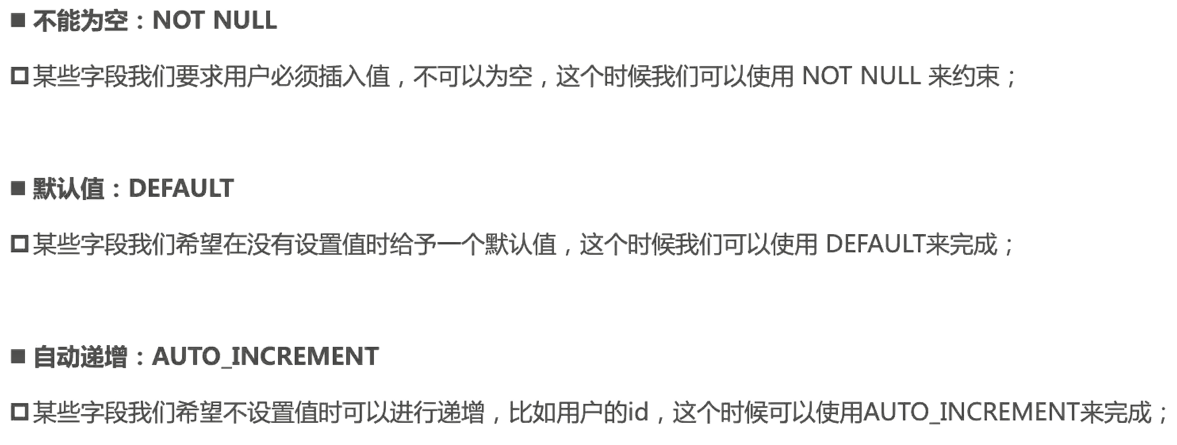 ■ 不能为空：NOT NULL
□ 某些字段我们要求用户必须插入值，不可以为空，这个时候我们可以使用 NOT NULL 来约束；
■ 默认值：DEFAULT
□ 某些字段我们希望在没有设置值时给予一个默认值，这个时候我们可以使用 DEFAULT来完成；
■ 自动递增：AUTO_INCREMENT
□ 某些字段我们希望不设置值时可以进行递增，比如用户的id，这个时候可以使用AUTO_INCREMENT来完成；